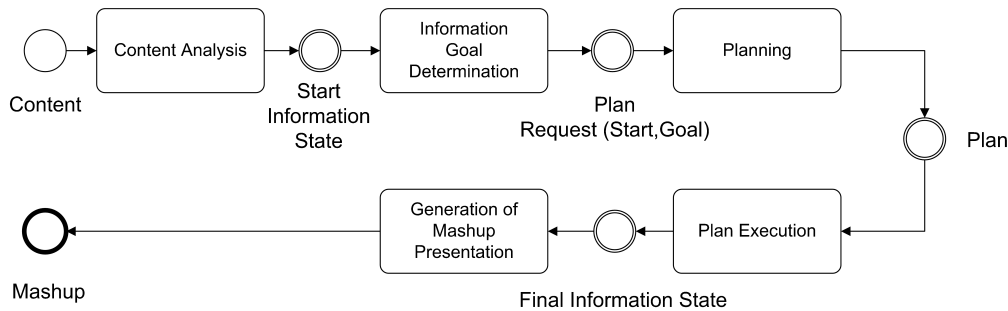 Content Analysis
Information
Goal
Determination
Planning
Content
Start
Information
State
Plan
Request (Start,Goal)
Plan
Generation of
Mashup
Presentation
Plan Execution
Mashup
Final Information State